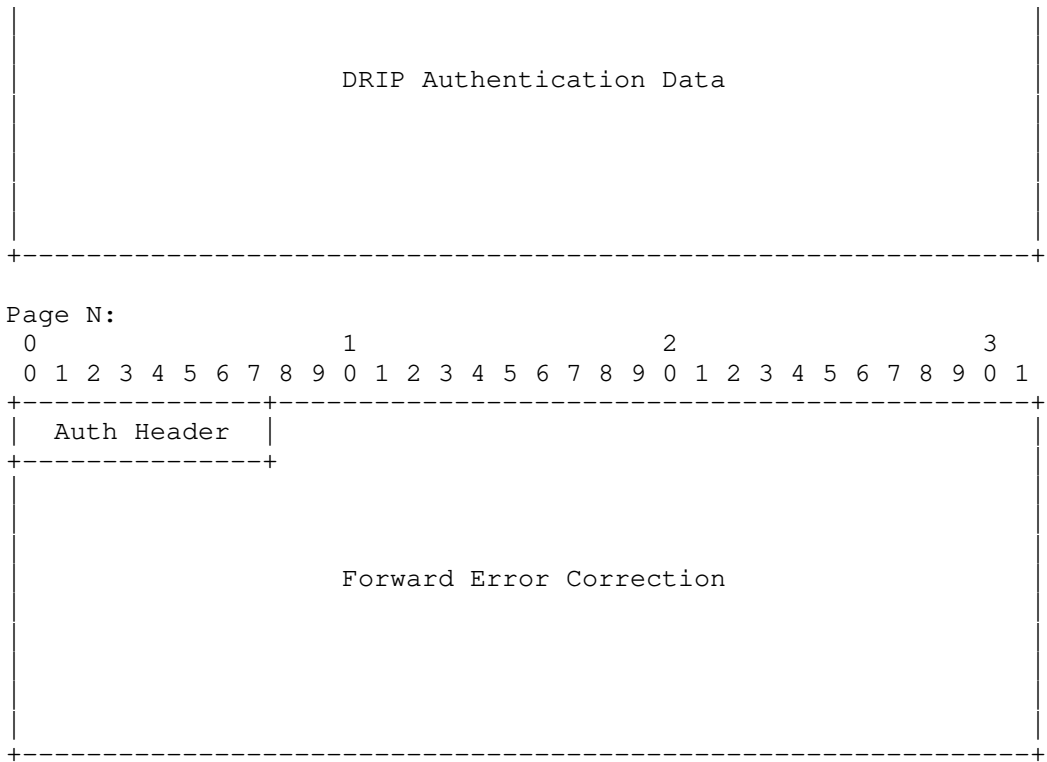 DRIP Authentication Data
Page N:
0 1 2 3
0 1 2 3 4 5 6 7 8 9 0 1 2 3 4 5 6 7 8 9 0 1 2 3 4 5 6 7 8 9 0 1
Auth Header
Forward Error Correction